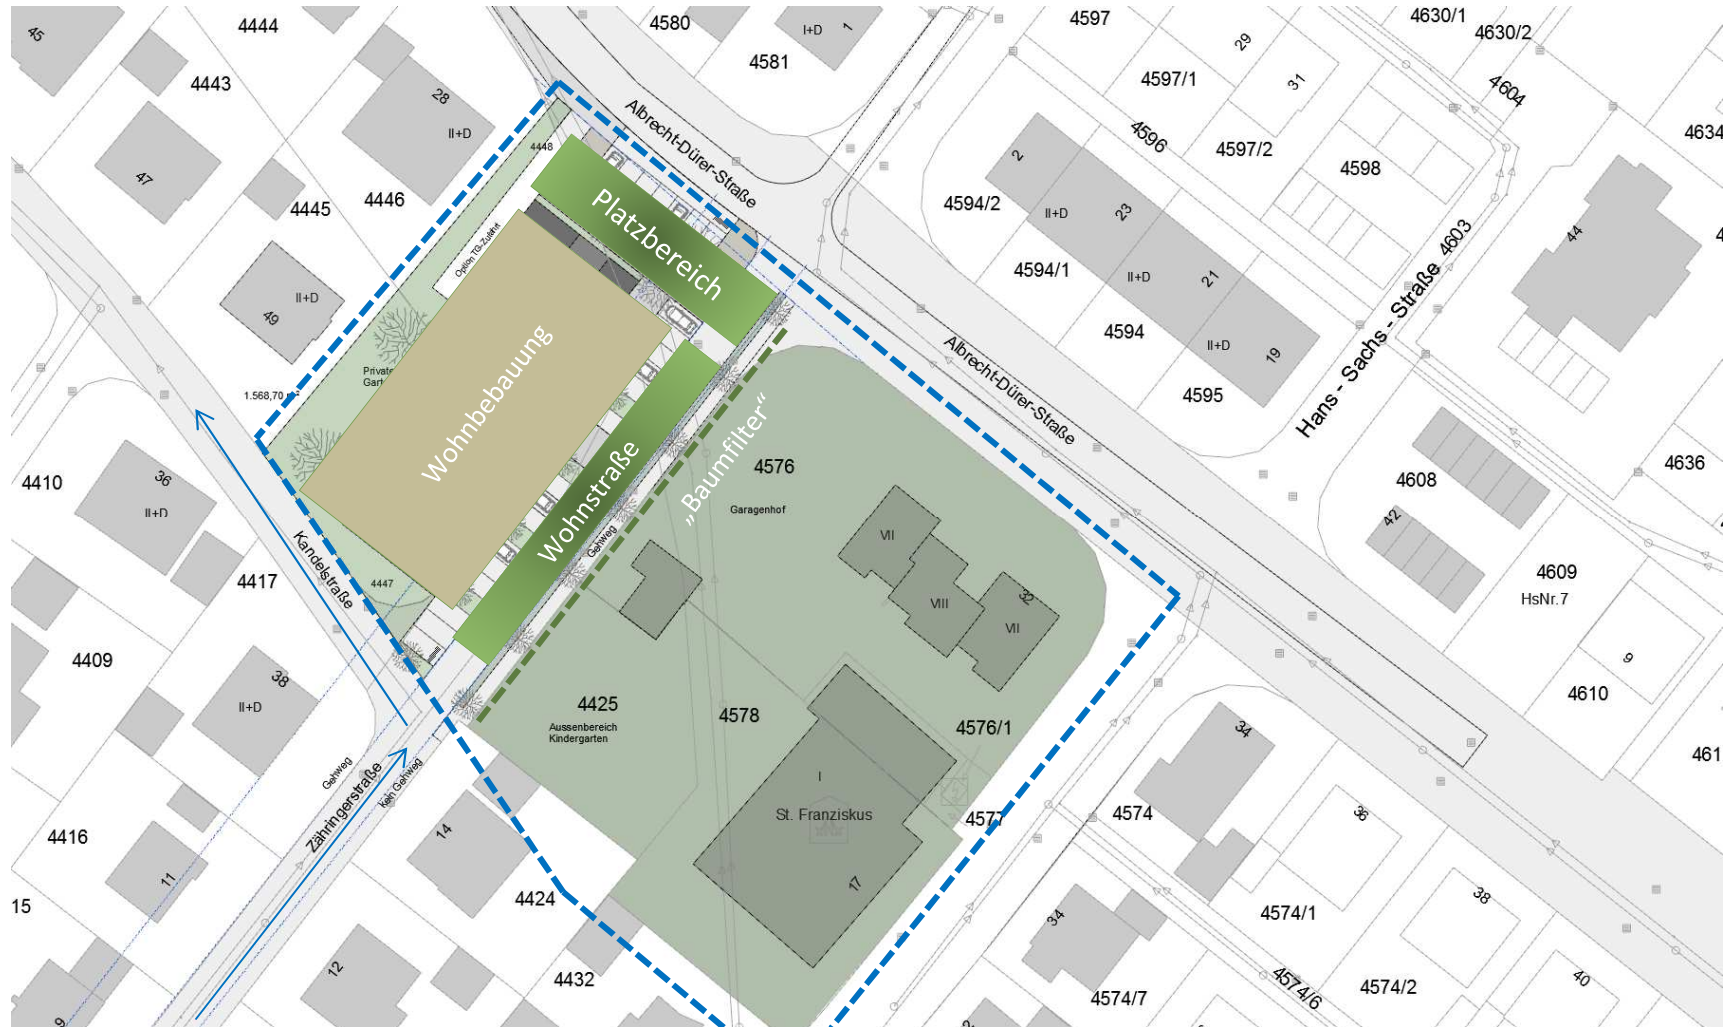 45
4444
4580
I+D
1
4581
4597
29
4630/1
4630/2
4443
28
II+D
Albrecht-Dürer-Straße
4597/1
31
4604
4634
47
4448
2
4596
4597/2
4598
4445
4446
Platzbereich
4594/2
II+D
23
44
4603
Option TG-Zufahrt
4594/1
II+D
21
Hans - Sachs - Straße
II+D
49
Wohnbebauung
4594
II+D
19
Albrecht-Dürer-Straße
4595
1.568,70
„Baumfilter“
4576
Garagenhof
4410
36
II+D
Wohnstraße
Gehweg
VII
VIII
32
VII
4608
42
4636
4609
HsNr.7
Kandelstraße
4417
4447
4409
38
II+D
4425
Aussenbereich
Kindergarten
4578
4576/1
9
4610
34
Gehweg
Zähringerstraße
kein Gehweg
I
St. Franziskus
17
4577
4574
36
4416
14
11
15
4424
34
4574/1
38
12
4432
4574/7
4574/6
4574/2
40
9